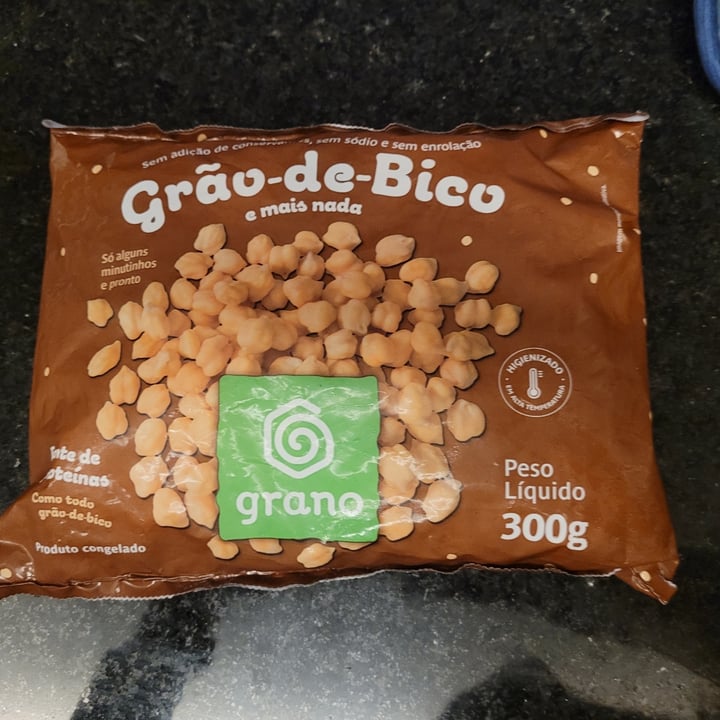 Sem adição de conservantes, sem sódio e sem enrolação
Grão-de-Bico
e mais nada
Só alguns
minutinhos
e pronto
HIGIENIZADO
EM ALTA TEMPERATURA
grano
Fonte de
proteínas
Como todo
grão-de-bico
Produto congelado
Peso
Líquido
300g